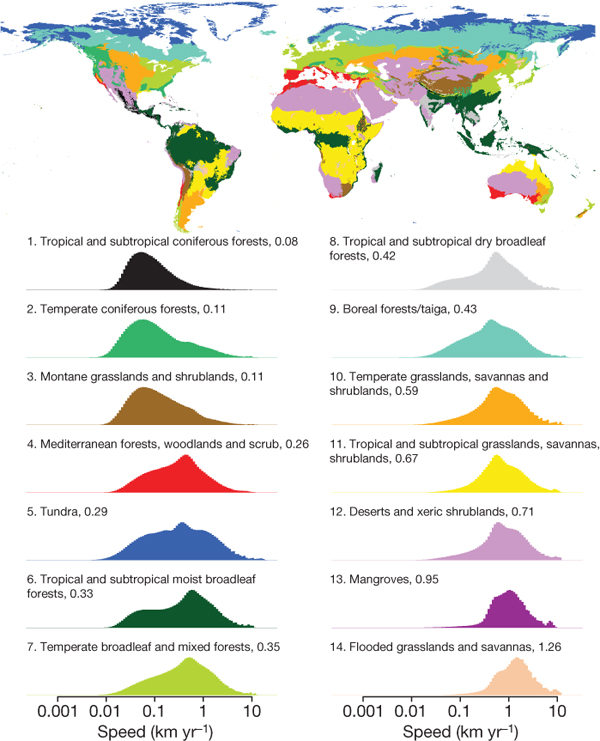 1. Tropical and subtropical coniferous forests, 0.08
2. Temperate coniferous forests, 0.11
3. Montane grasslands and shrublands, 0.11
4. Mediterranean forests, woodlands and scrub, 0.26
5. Tundra, 0.29
6. Tropical and subtropical moist broadleaf
forests, 0.33
7. Temperate broadleaf and mixed forests, 0.35
0.001 0.01 0.1 1 10
Speed (km yr⁻¹)
8. Tropical and subtropical dry broadleaf
forests, 0.42
9. Boreal forests/taiga, 0.43
10. Temperate grasslands, savannas and
shrublands, 0.59
11. Tropical and subtropical grasslands, savannas,
shrublands, 0.67
12. Deserts and xeric shrublands, 0.71
13. Mangroves, 0.95
14. Flooded grasslands and savannas, 1.26
0.001 0.01 0.1 1 10
Speed (km yr⁻¹)